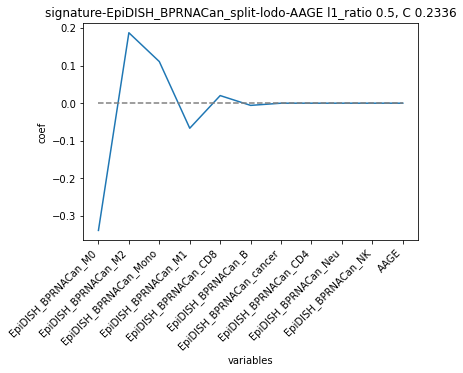 signature-EpiDISH_BPRNACan_split-lodo-AAGE l1_ratio 0.5, C 0.2336
0.2
0.1
0.0
−0.1
−0.2
−0.3
coef
EpiDISH_BPRNACan_M0
EpiDISH_BPRNACan_M2
EpiDISH_BPRNACan_Mono
EpiDISH_BPRNACan_M1
EpiDISH_BPRNACan_CD8
EpiDISH_BPRNACan_B
EpiDISH_BPRNACan_cancer
EpiDISH_BPRNACan_CD4
EpiDISH_BPRNACan_Neu
EpiDISH_BPRNACan_NK
AAGE
variables